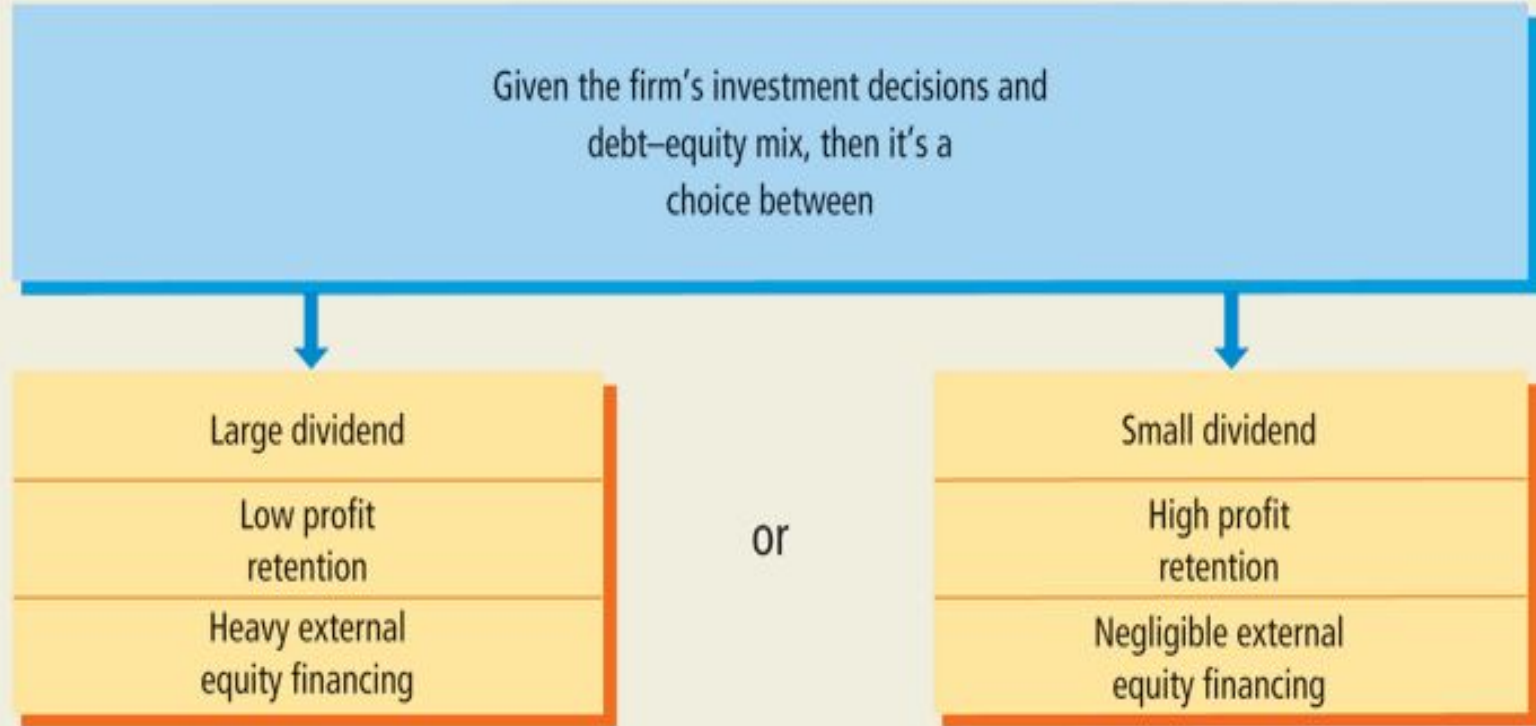 Given the firm's investment decisions and
debt–equity mix, then it's a
choice between
Large dividend
Low profit
retention
Heavy external
equity financing
or
Small dividend
High profit
retention
Negligible external
equity financing